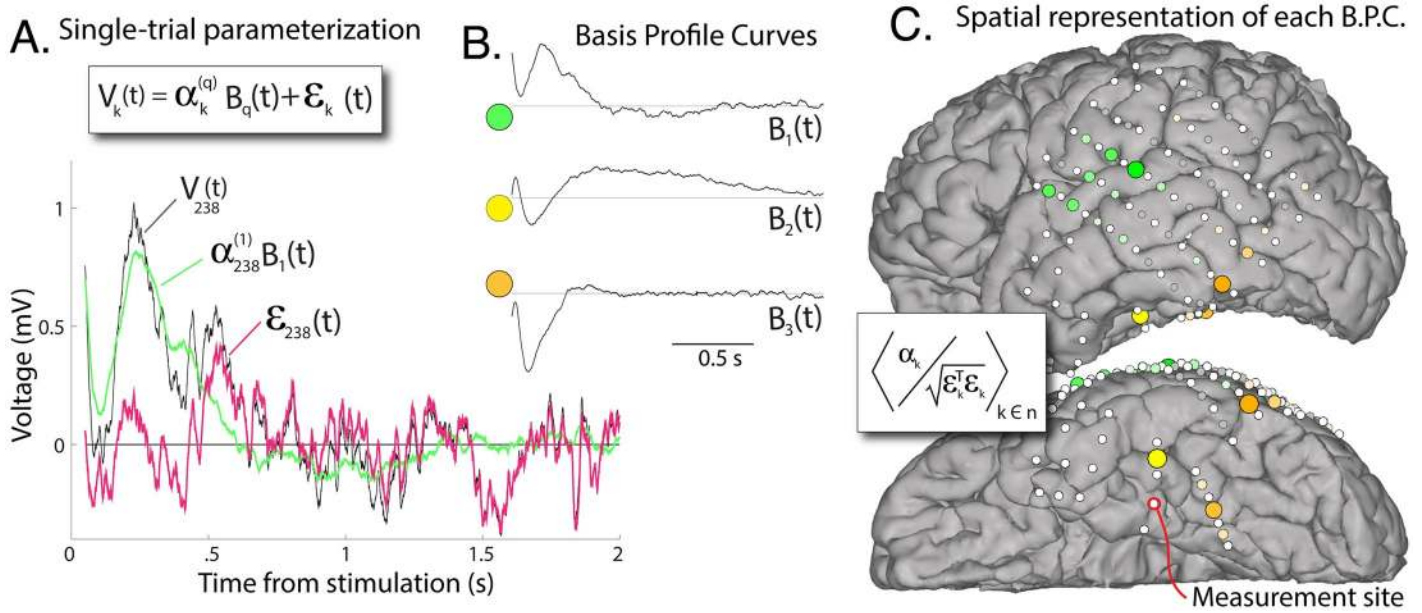 A. Single-trial parameterization
V_k(t) = α_k^(q) B_q(t) + ε_k (t)
V_238(t)
α_238^(1) B_1(t)
ε_238(t)
Voltage (mV)
1
0.5
0
0
.5
1
1.5
2
Time from stimulation (s)
B. Basis Profile Curves
B_1(t)
B_2(t)
B_3(t)
0.5 s
C. Spatial representation of each B.P.C.
⟨ α_k / √(ε_k^T ε_k) ⟩_k∈n
Measurement site